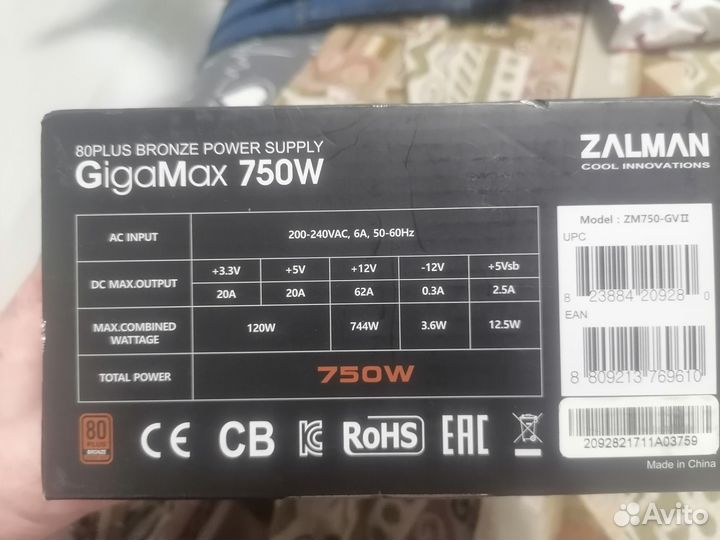 80PLUS BRONZE POWER SUPPLY
GigaMax 750W
ZALMAN
COOL INNOVATIONS
AC INPUT 200-240VAC, 6A, 50-60Hz
DC MAX.OUTPUT +3.3V +5V +12V -12V +5Vsb
20A 20A 62A 0.3A 2.5A
MAX.COMBINED WATTAGE 120W 744W 3.6W 12.5W
TOTAL POWER 750W
Model : ZM750-GVII
UPC
8 23884 20928 0
EAN
8 809213 769610
2092821711A03759
Made in China
80 PLUS BRONZE
CE CB KC RoHS EAC
Avito